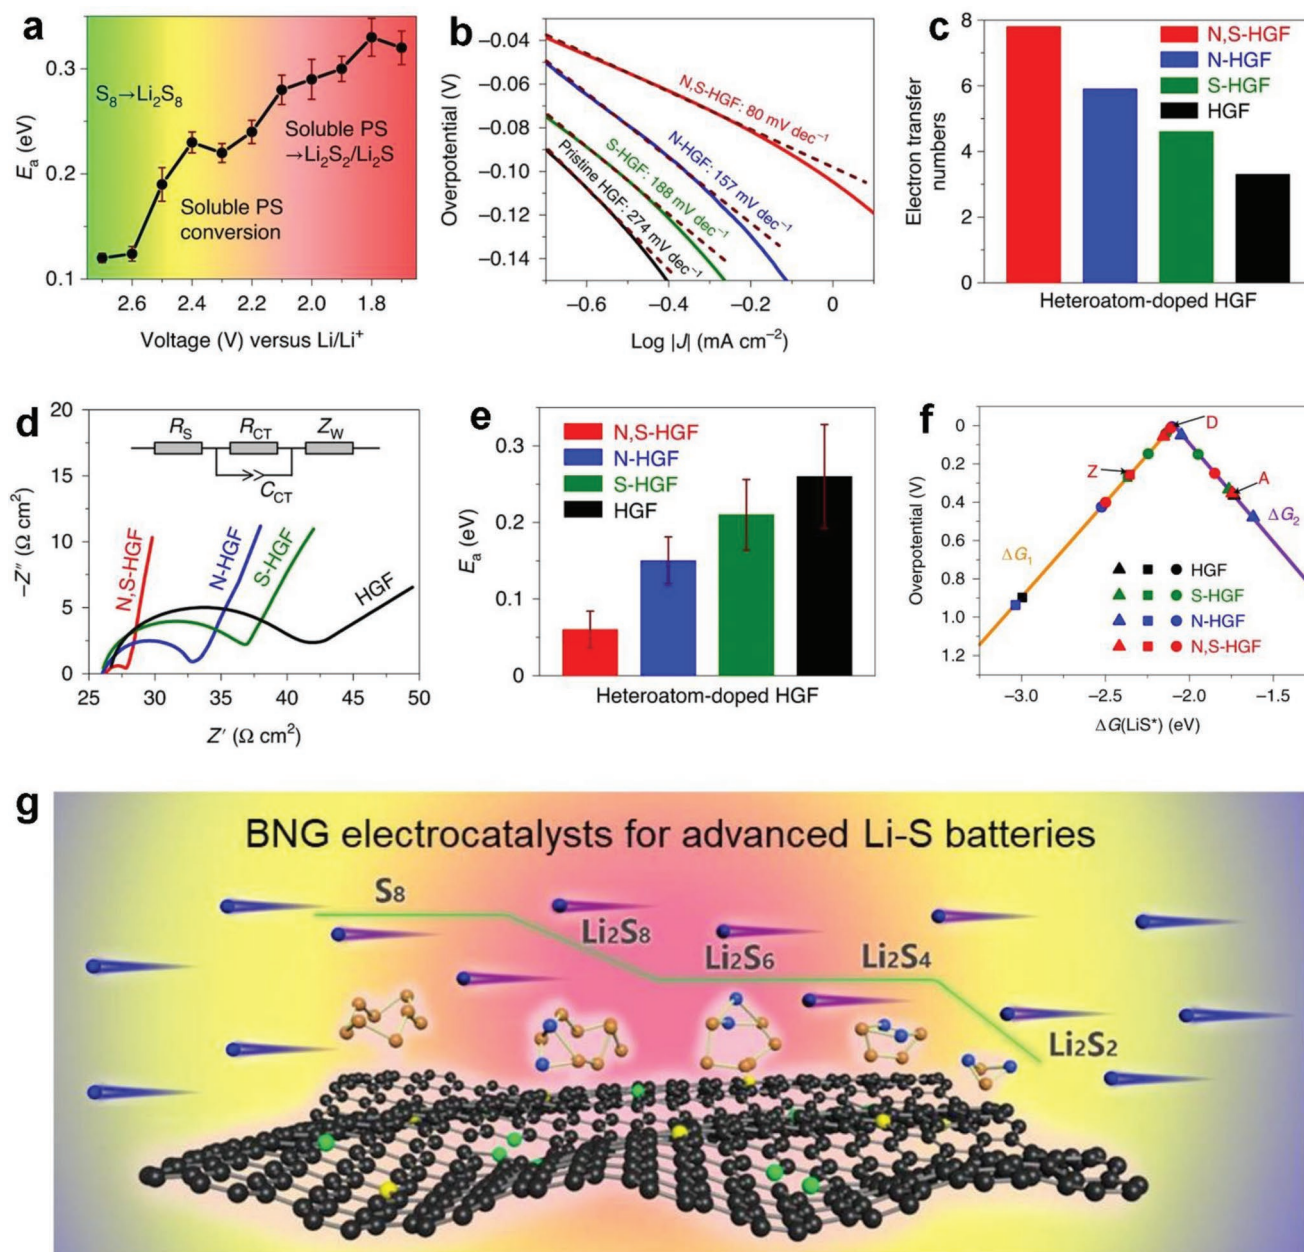 a
E_a (eV)
0.3
0.2
0.1
S₈→Li₂S₈
Soluble PS
→Li₂S₂/Li₂S
Soluble PS
conversion
2.6 2.4 2.2 2.0 1.8
Voltage (V) versus Li/Li⁺
b
Overpotential (V)
−0.04
−0.06
−0.08
−0.10
−0.12
−0.14
N,S-HGF: 80 mV dec⁻¹
N-HGF: 157 mV dec⁻¹
S-HGF: 188 mV dec⁻¹
Pristine HGF: 274 mV dec⁻¹
−0.6 −0.4 −0.2 0
Log |J| (mA cm⁻²)
c
Electron transfer
numbers
8
6
4
2
0
N,S-HGF
N-HGF
S-HGF
HGF
Heteroatom-doped HGF
d
−Z″ (Ω cm²)
20
15
10
5
0
R_S R_CT Z_W
C_CT
N,S-HGF
N-HGF
S-HGF
HGF
25 30 35 40 45 50
Z′ (Ω cm²)
e
E_a (eV)
0.3
0.2
0.1
0
N,S-HGF
N-HGF
S-HGF
HGF
Heteroatom-doped HGF
f
Overpotential (V)
0
0.2
0.4
0.6
0.8
1.0
1.2
D
Z
A
ΔG₁
ΔG₂
HGF
S-HGF
N-HGF
N,S-HGF
−3.0 −2.5 −2.0 −1.5
ΔG(LiS*) (eV)
g
BNG electrocatalysts for advanced Li-S batteries
S₈
Li₂S₈
Li₂S₆
Li₂S₄
Li₂S₂